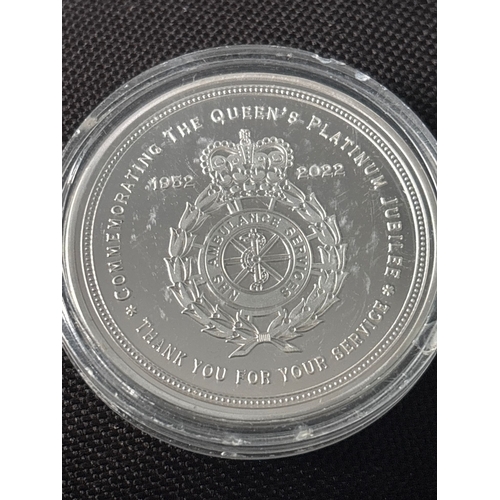 COMMEMORATING THE QUEEN'S PLATINUM JUBILEE
1952 2022
AMBULANCE SERVICES
* THANK YOU FOR YOUR SERVICE *